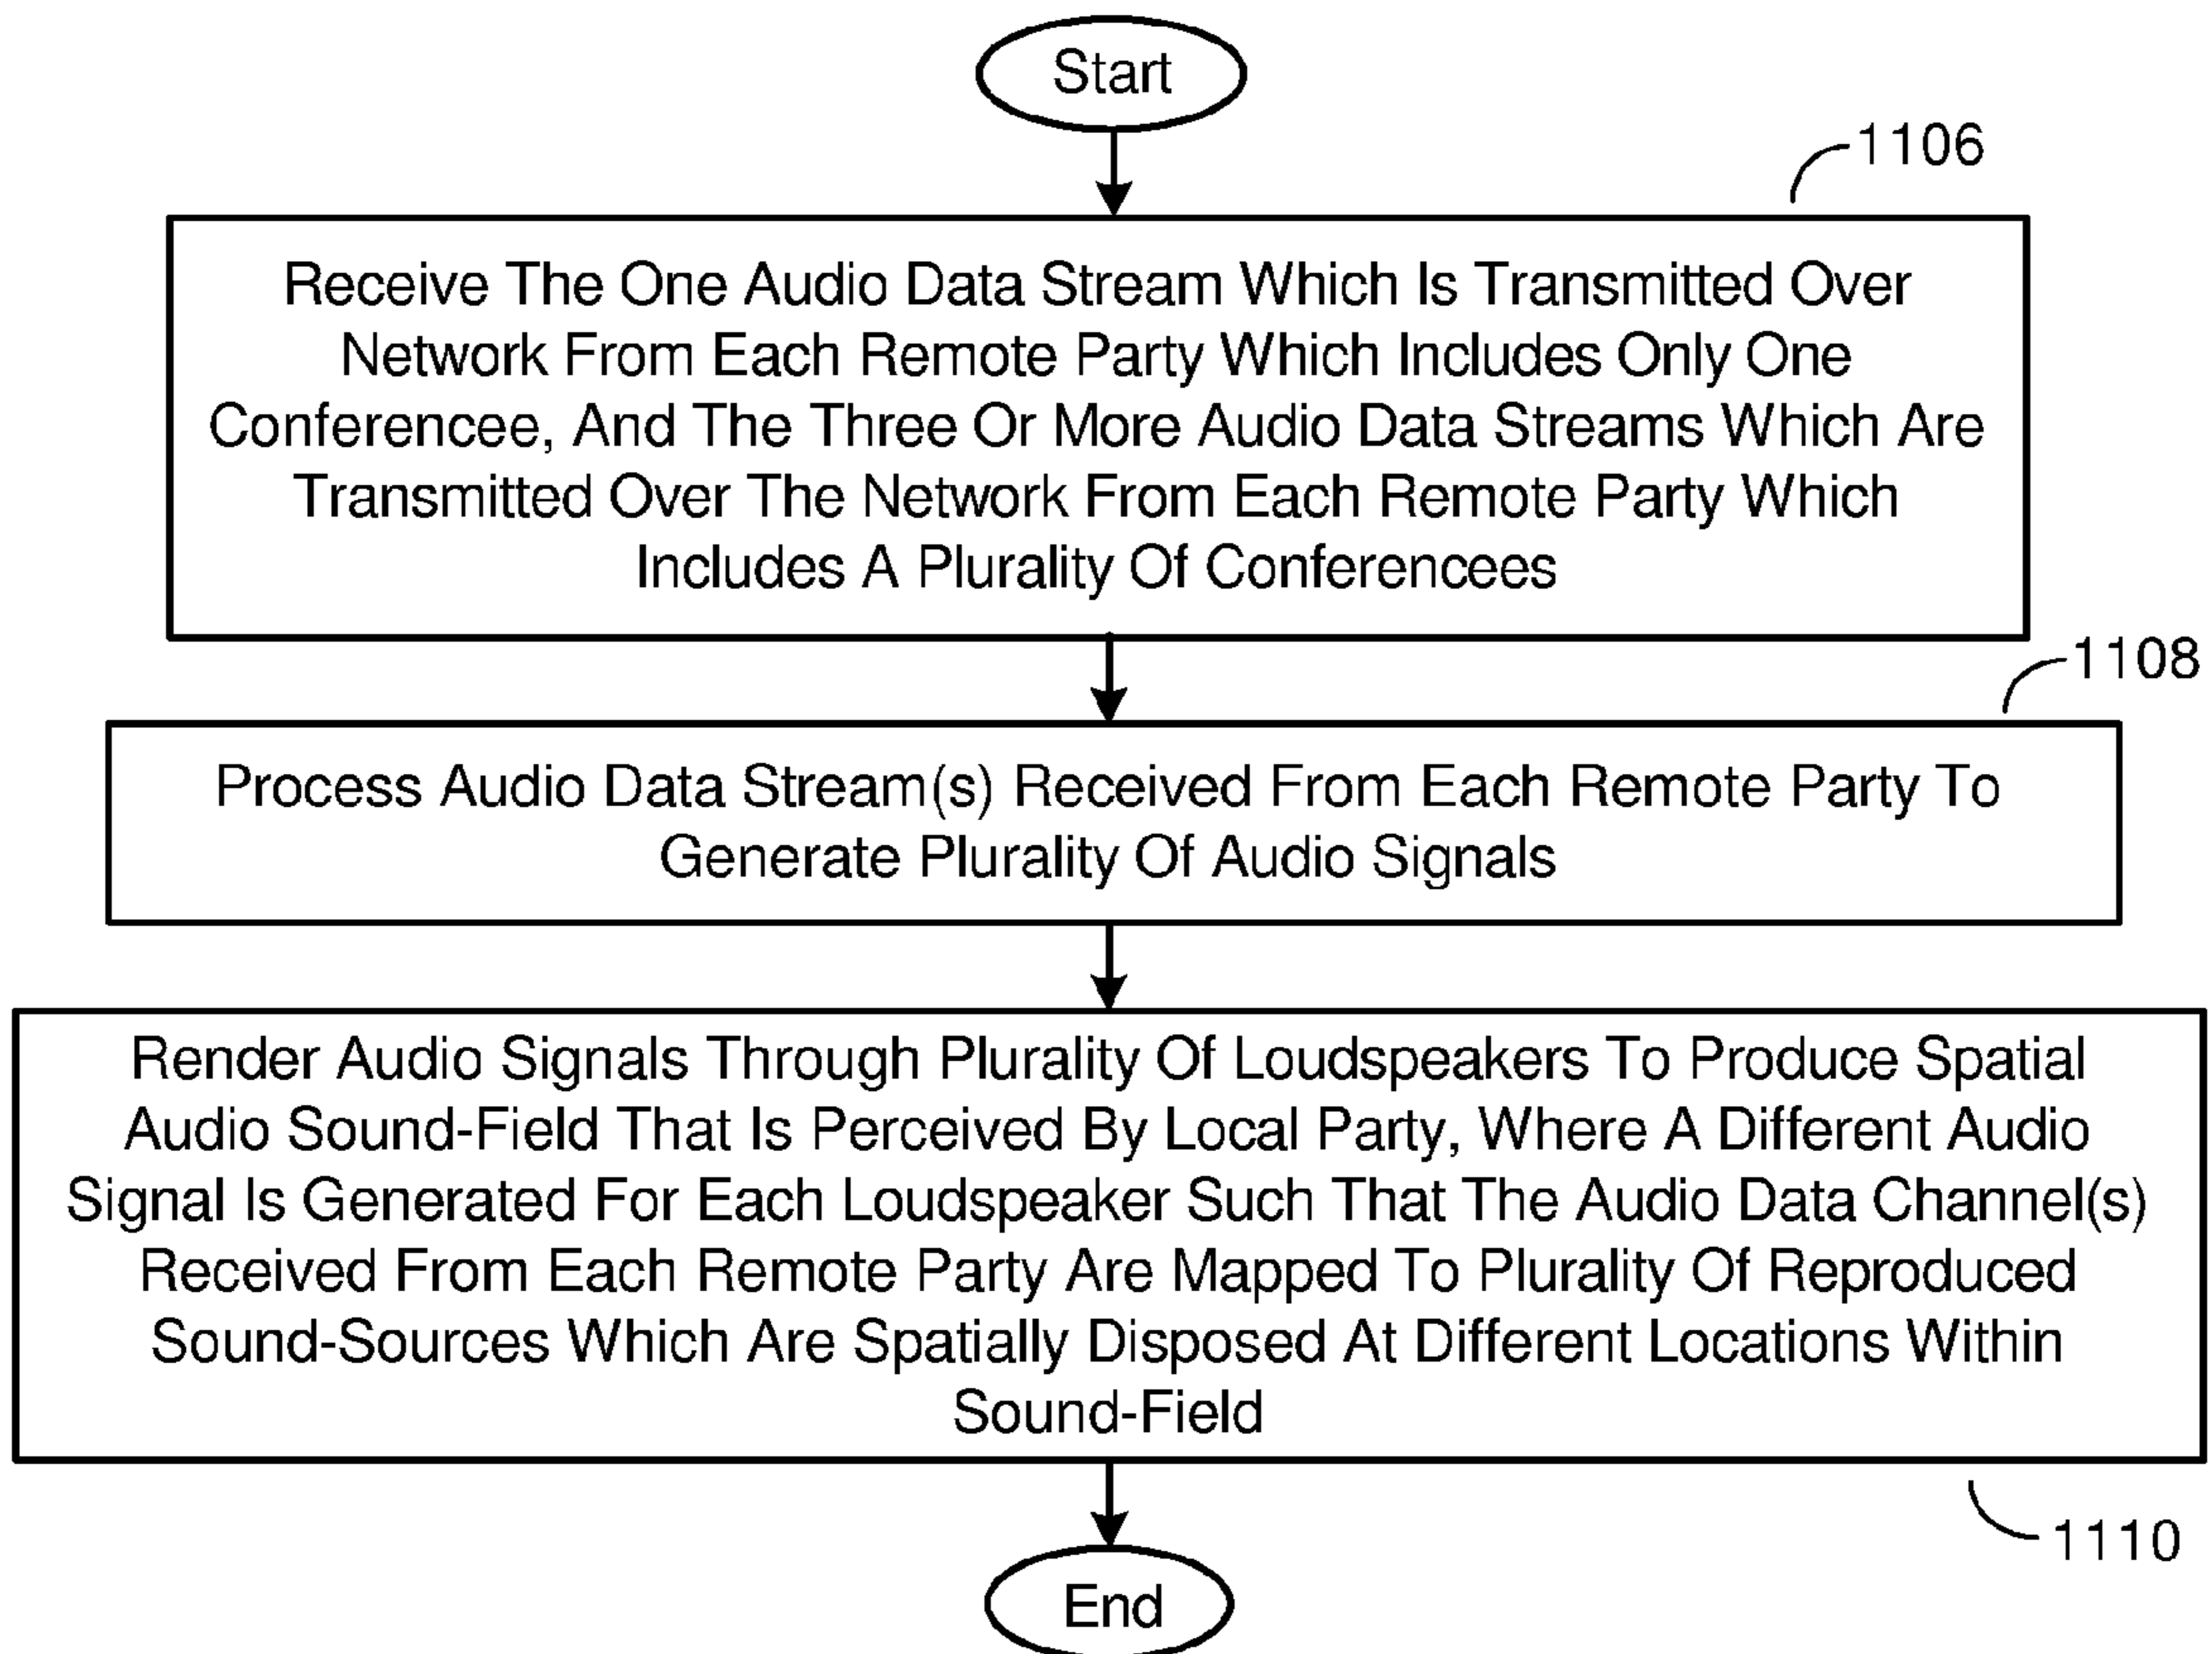 Start
1106
Receive The One Audio Data Stream Which Is Transmitted Over
Network From Each Remote Party Which Includes Only One
Conferencee, And The Three Or More Audio Data Streams Which Are
Transmitted Over The Network From Each Remote Party Which
Includes A Plurality Of Conferencees
1108
Process Audio Data Stream(s) Received From Each Remote Party To
Generate Plurality Of Audio Signals
Render Audio Signals Through Plurality Of Loudspeakers To Produce Spatial
Audio Sound-Field That Is Perceived By Local Party, Where A Different Audio
Signal Is Generated For Each Loudspeaker Such That The Audio Data Channel(s)
Received From Each Remote Party Are Mapped To Plurality Of Reproduced
Sound-Sources Which Are Spatially Disposed At Different Locations Within
Sound-Field
1110
End